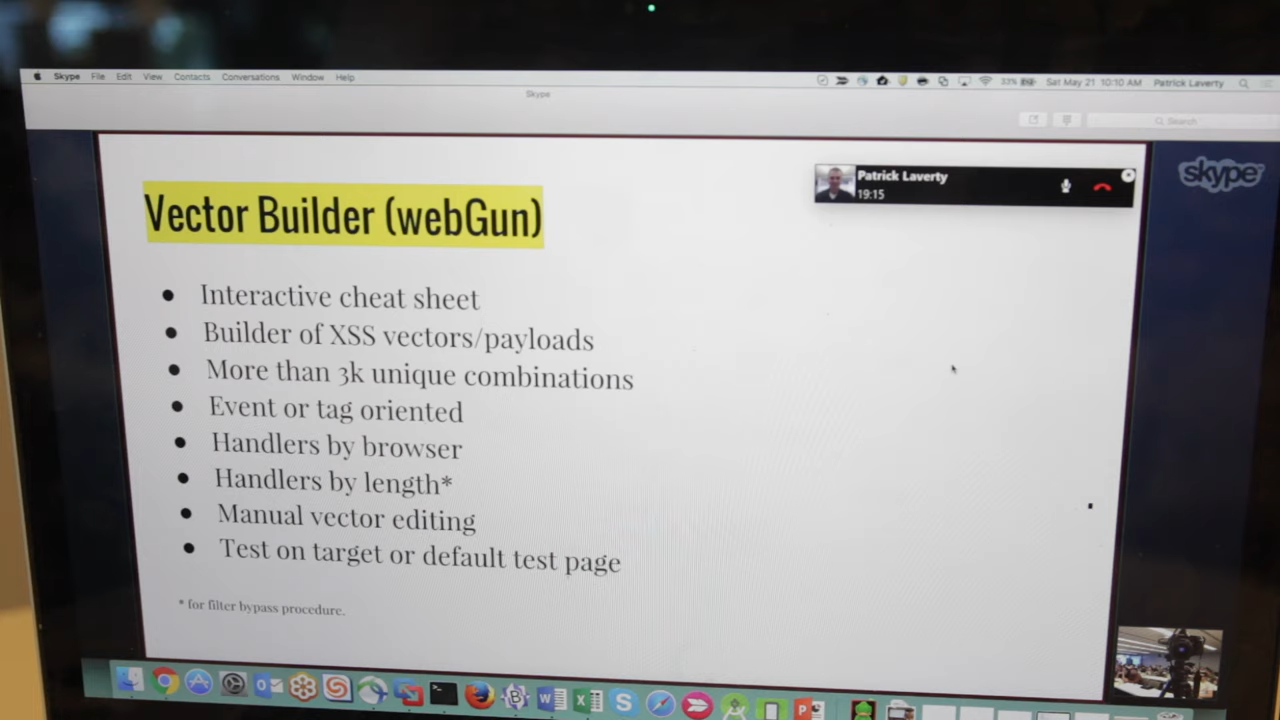 Skype File Edit View Contacts Conversations Window Help
33% Sat May 21 10:10 AM Patrick Laverty
Skype
Search
Patrick Laverty
19:15
skype
Vector Builder (webGun)
Interactive cheat sheet
Builder of XSS vectors/payloads
More than 3k unique combinations
Event or tag oriented
Handlers by browser
Handlers by length*
Manual vector editing
Test on target or default test page
* for filter bypass procedure.